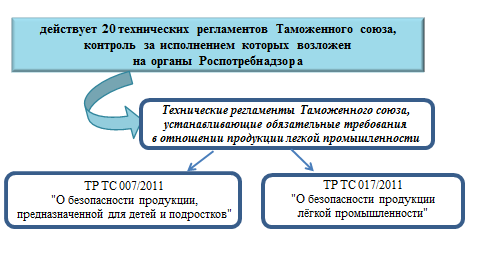 действует 20 технических регламентов Таможенного союза,
контроль за исполнением которых возложен
на органы Роспотребнадзора
Технические регламенты Таможенного союза,
устанавливающие обязательные требования
в отношении продукции легкой промышленности
ТР ТС 007/2011
"О безопасности продукции,
предназначенной для детей и подростков"
ТР ТС 017/2011
"О безопасности продукции
лёгкой промышленности"